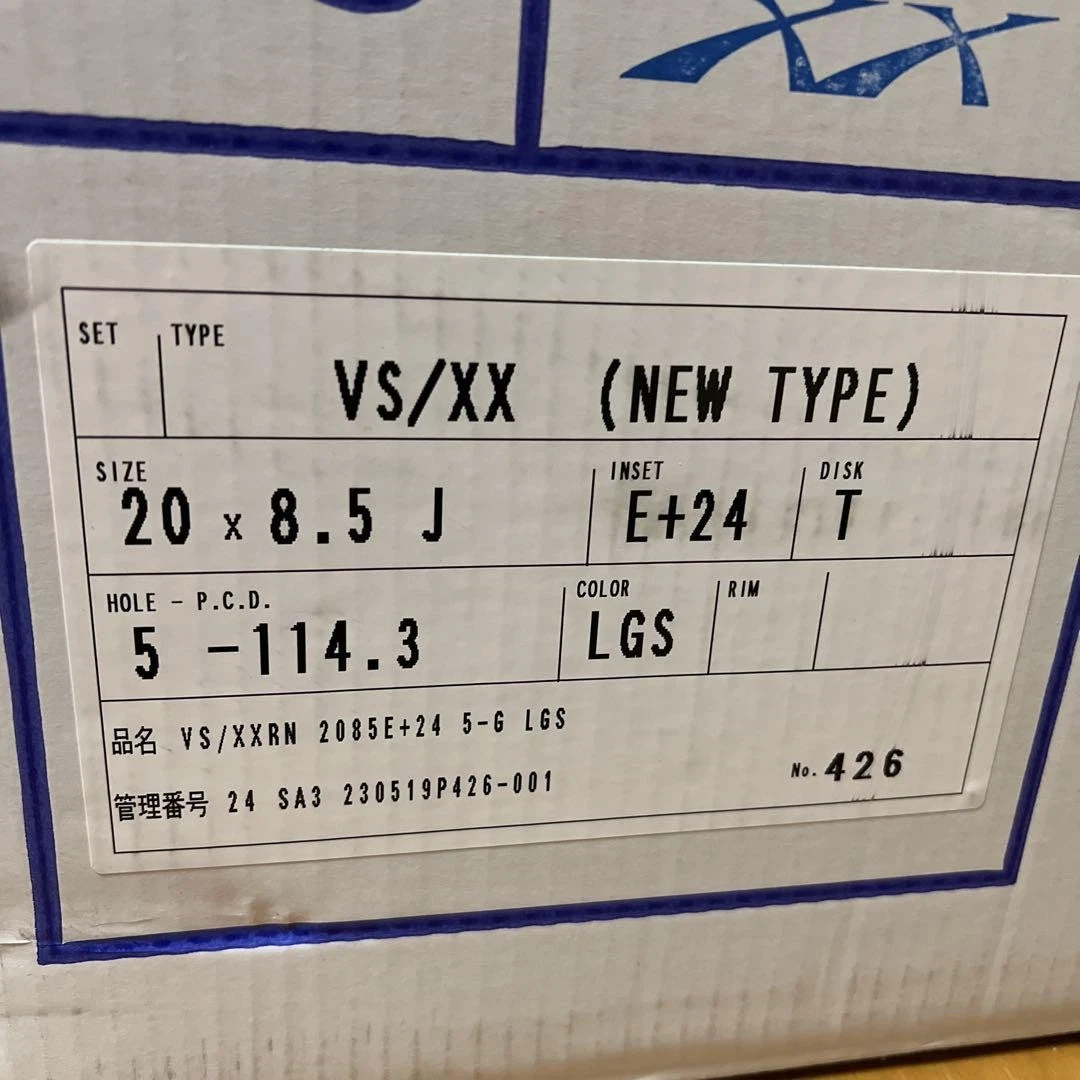 XX
SET TYPE
VS/XX (NEW TYPE)
SIZE INSET DISK
20 x 8.5 J E+24 T
HOLE - P.C.D. COLOR RIM
5 -114.3 LGS
品名 VS/XXRN 2085E+24 5-G LGS
管理番号 24 SA3 230519P426-001
No. 426